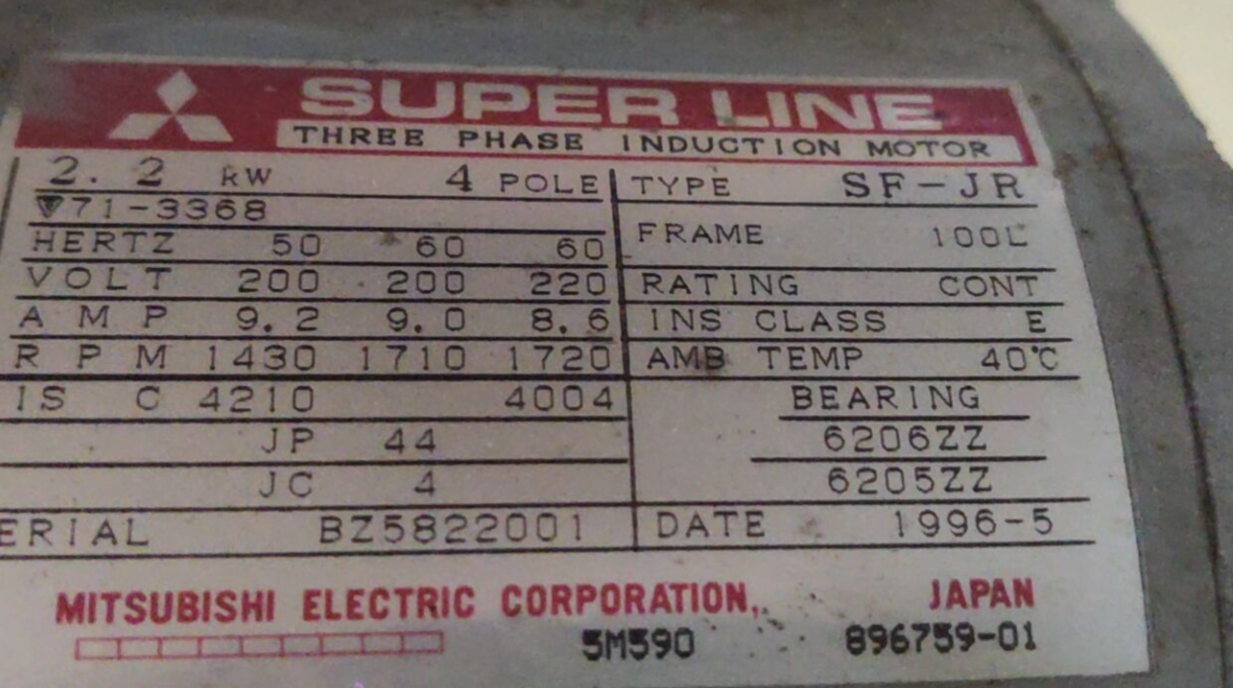 SUPER LINE
THREE PHASE INDUCTION MOTOR
2.2 kW 4 POLE
▼71-3368
HERTZ 50 60 60
VOLT 200 200 220
AMP 9.2 9.0 8.6
RPM 1430 1710 1720
IS C 4210 4004
JP 44
JC 4
ERIAL BZ5822001
TYPE SF-JR
FRAME 100L
RATING CONT
INS CLASS E
AMB TEMP 40℃
BEARING
6206ZZ
6205ZZ
DATE 1996-5
MITSUBISHI ELECTRIC CORPORATION, JAPAN
5M590 896759-01